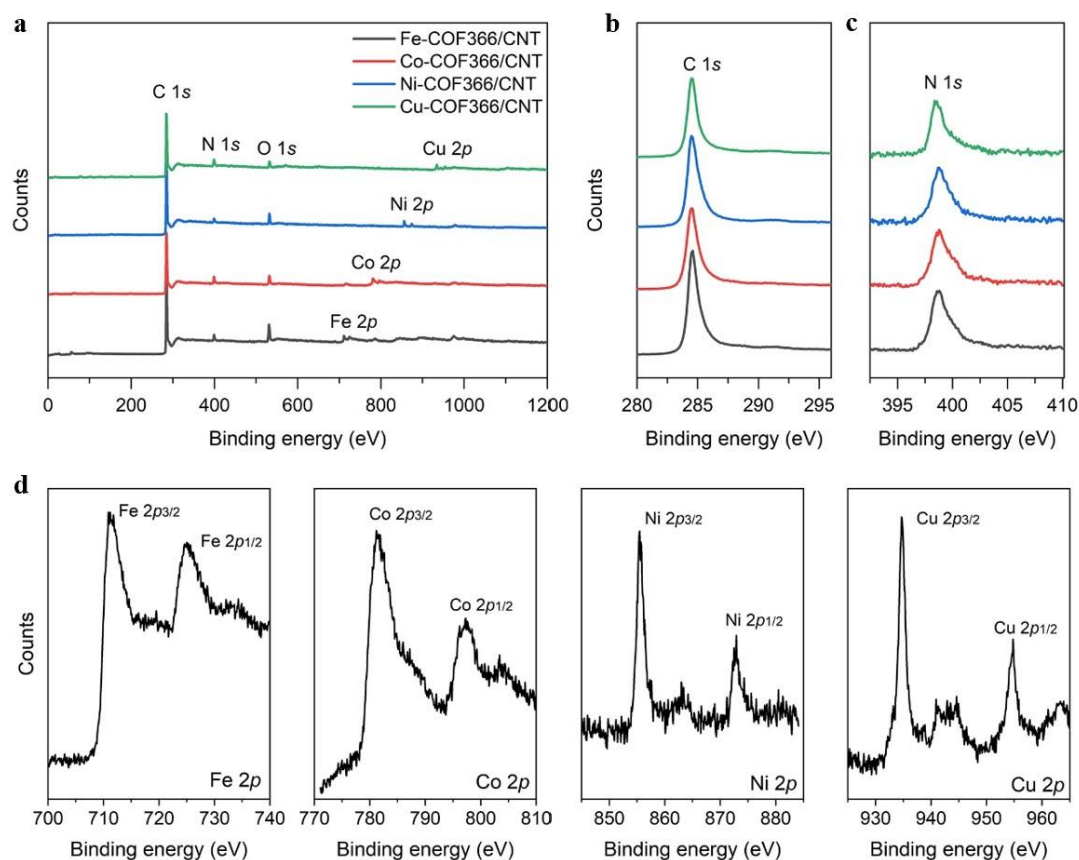 a
Fe-COF366/CNT
Co-COF366/CNT
Ni-COF366/CNT
Cu-COF366/CNT
C 1s
N 1s
O 1s
Cu 2p
Ni 2p
Co 2p
Fe 2p
Counts
0 200 400 600 800 1000 1200
Binding energy (eV)
b
C 1s
Counts
280 285 290 295
Binding energy (eV)
c
N 1s
395 400 405 410
Binding energy (eV)
d
Fe 2p3/2
Fe 2p1/2
Counts
Fe 2p
700 710 720 730 740
Binding energy (eV)
Co 2p3/2
Co 2p1/2
Co 2p
770 780 790 800 810
Binding energy (eV)
Ni 2p3/2
Ni 2p1/2
Ni 2p
850 860 870 880
Binding energy (eV)
Cu 2p3/2
Cu 2p1/2
Cu 2p
930 940 950 960
Binding energy (eV)